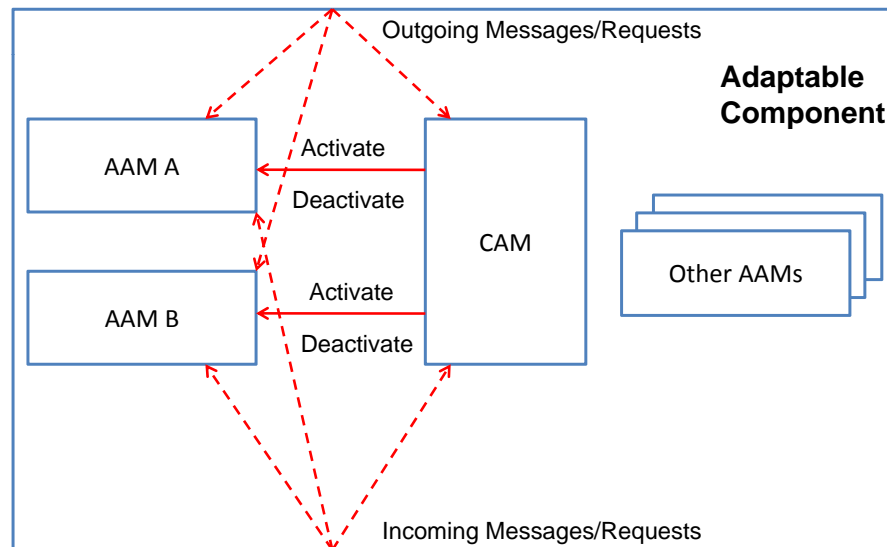 Outgoing Messages/Requests
Adaptable
Component
AAM A
Activate
Deactivate
CAM
Other AAMs
AAM B
Activate
Deactivate
Incoming Messages/Requests